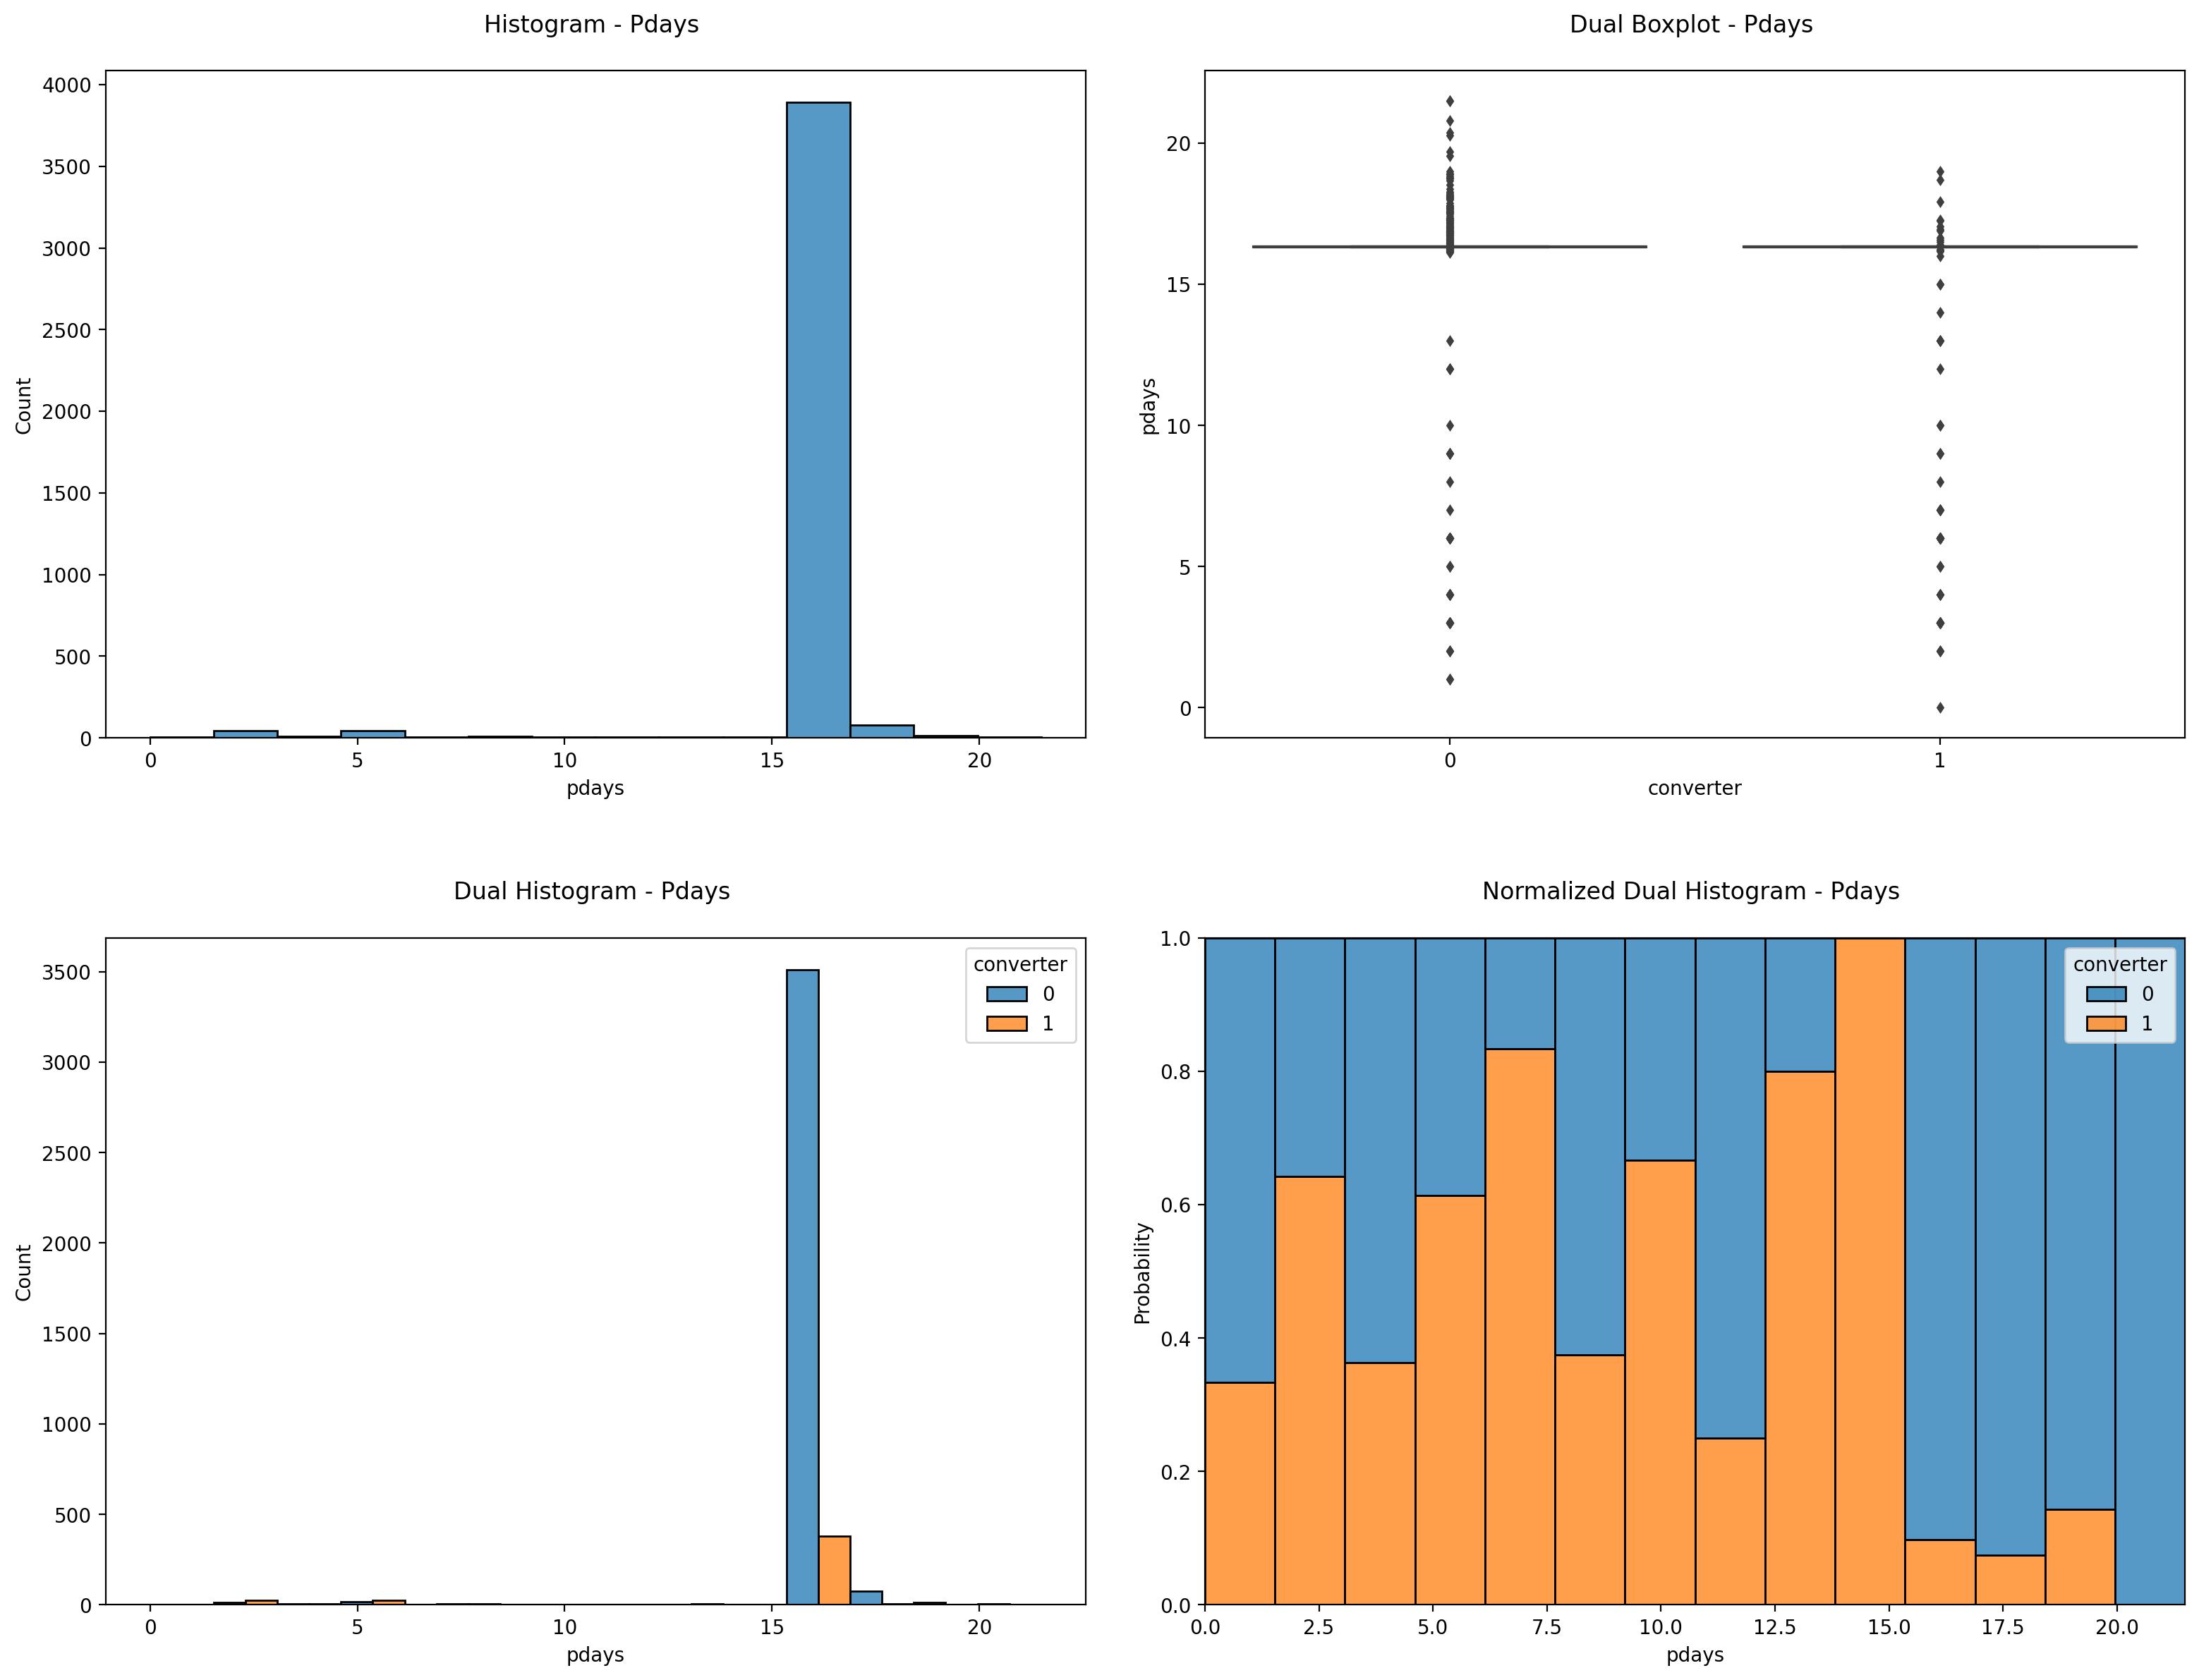 Histogram - Pdays
4000
3500
3000
2500
2000
1500
1000
500
0
Count
0 5 10 15 20
pdays
Dual Boxplot - Pdays
20
15
10
5
0
pdays
0 1
converter
Dual Histogram - Pdays
3500
3000
2500
2000
1500
1000
500
0
Count
converter
0
1
0 5 10 15 20
pdays
Normalized Dual Histogram - Pdays
1.0
0.8
0.6
0.4
0.2
0.0
Probability
converter
0
1
0.0 2.5 5.0 7.5 10.0 12.5 15.0 17.5 20.0
pdays